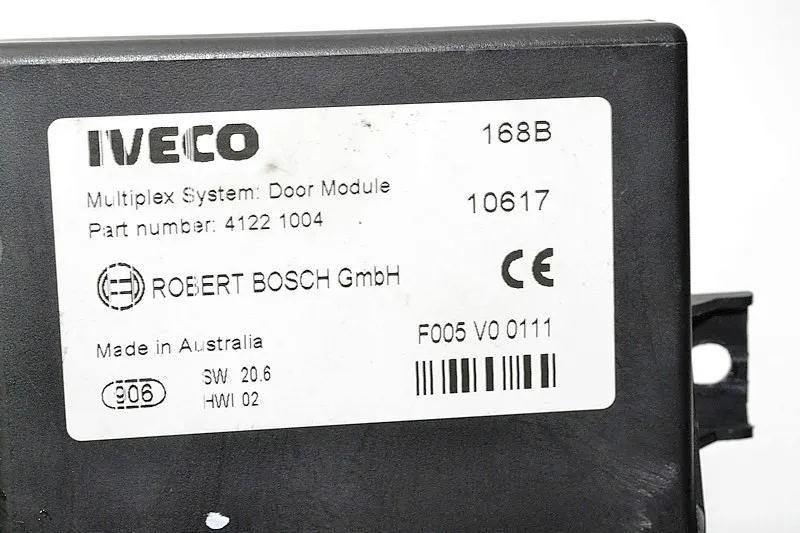 IVECO 168B
Multiplex System: Door Module
Part number: 4122 1004 10617
ROBERT BOSCH GmbH CE
Made in Australia F005 V0 0111
906 SW 20.6
HWI 02